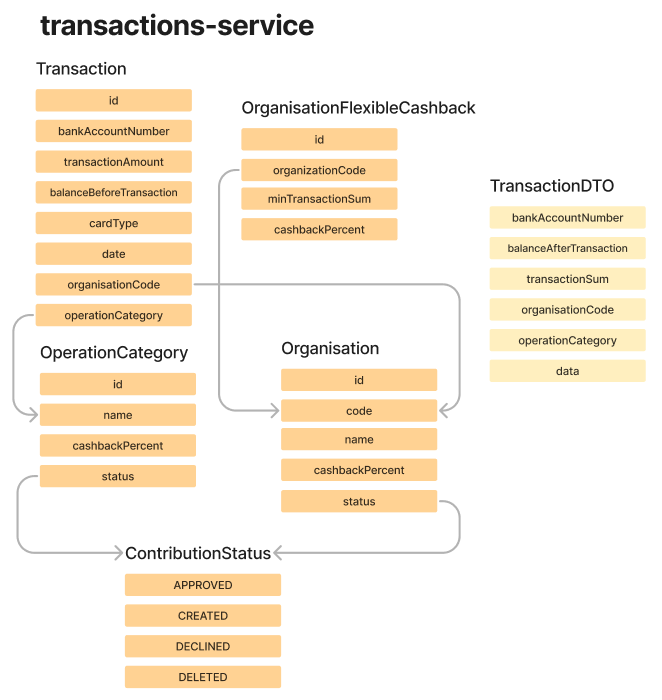 transactions-service
Transaction
id
bankAccountNumber
transactionAmount
balanceBeforeTransaction
cardType
date
organisationCode
operationCategory
OrganisationFlexibleCashback
id
organizationCode
minTransactionSum
cashbackPercent
TransactionDTO
bankAccountNumber
balanceAfterTransaction
transactionSum
organisationCode
operationCategory
data
OperationCategory
id
name
cashbackPercent
status
Organisation
id
code
name
cashbackPercent
status
ContributionStatus
APPROVED
CREATED
DECLINED
DELETED